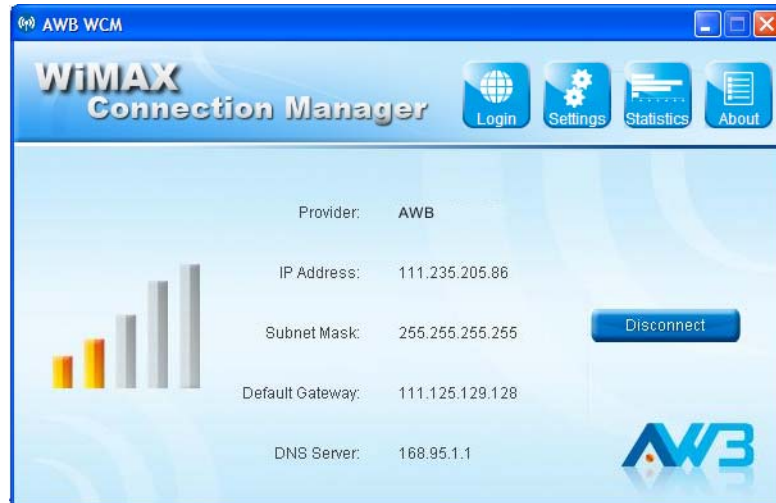 AWB WCM
WiMAX
Connection Manager
Login
Settings
Statistics
About
Provider: AWB
IP Address: 111.235.205.86
Subnet Mask: 255.255.255.255
Disconnect
Default Gateway: 111.125.129.128
DNS Server: 168.95.1.1
AWB